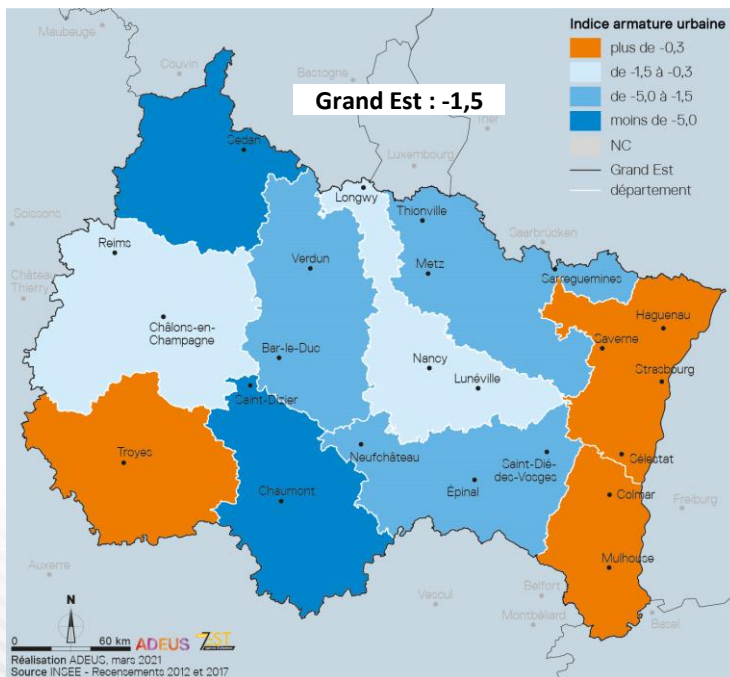 Indice armature urbaine
plus de -0,3
de -1,5 à -0,3
de -5,0 à -1,5
moins de -5,0
NC
Grand Est
département
Grand Est : -1,5
Maubeuge
Couvin
Bastogne
Trier
Sedan
Luxembourg
Longwy
Thionville
Soissons
Reims
Verdun
Metz
Saarbrücken
Sarreguemines
Château
Thierry
Châlons-en-
Champagne
Haguenau
Caverne
Bar-le-Duc
Nancy
Lunéville
Strasbourg
Saint-Dizier
Troyes
Neufchâteau
Saint-Dié-
des-Vosges
Sélestat
Épinal
Chaumont
Colmar
Freiburg
Auxerre
Mulhouse
Vesoul
Belfort
Montbéliard
Basel
N
0 60 km
ADEUS
7EST
Réalisation ADEUS, mars 2021
Source INSEE - Recensements 2012 et 2017